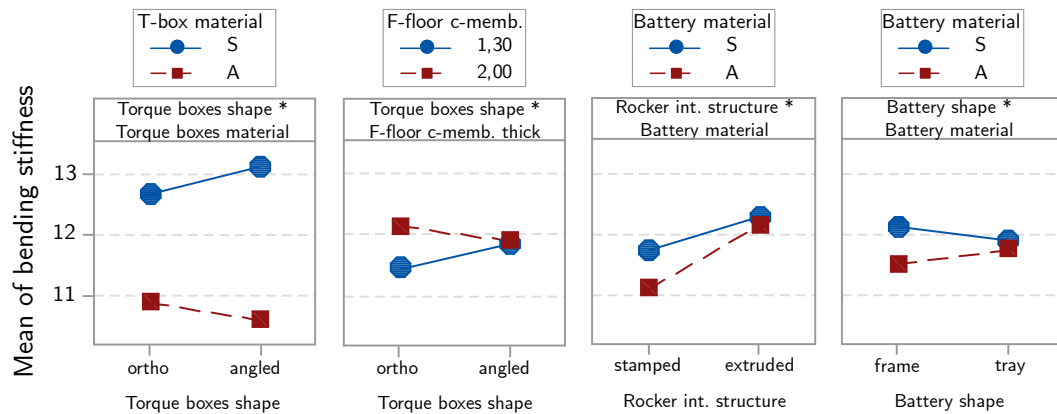 T-box material
S
A
F-floor c-memb.
1,30
2,00
Battery material
S
A
Battery material
S
A
Torque boxes shape *
Torque boxes material
Torque boxes shape *
F-floor c-memb. thick
Rocker int. structure *
Battery material
Battery shape *
Battery material
Mean of bending stiffness
13
12
11
ortho
angled
ortho
angled
stamped
extruded
frame
tray
Torque boxes shape
Torque boxes shape
Rocker int. structure
Battery shape